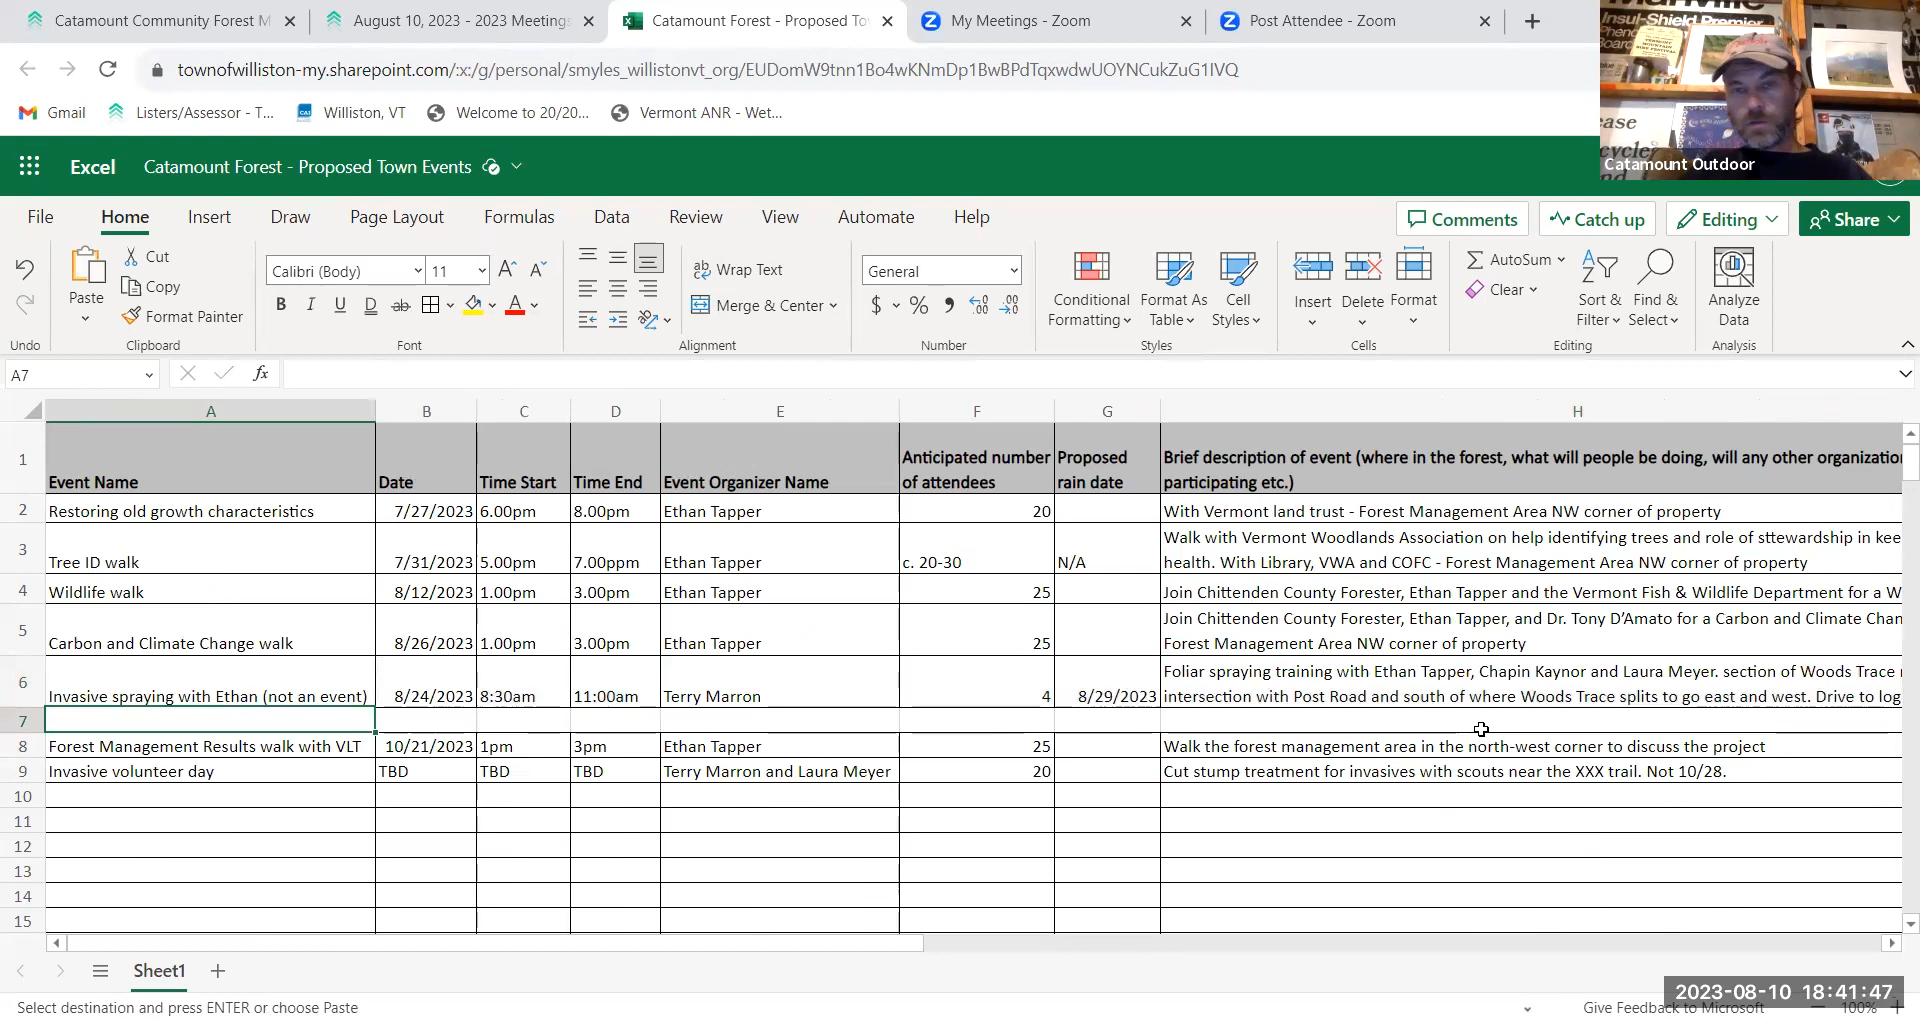 Catamount Community Forest M
August 10, 2023 - 2023 Meetings
Catamount Forest - Proposed To
My Meetings - Zoom
Post Attendee - Zoom
townofwilliston-my.sharepoint.com/:x:/g/personal/smyles_willistonvt_org/EUDomW9tnn1Bo4wKNmDp1BwBPdTqxwdwUOYNCukZuG1IVQ
Gmail
Listers/Assessor - T...
Williston, VT
Welcome to 20/20...
Vermont ANR - Wet...
Insul-Shield Premier
Catamount Outdoor
Excel
Catamount Forest - Proposed Town Events
File Home Insert Draw Page Layout Formulas Data Review View Automate Help
Comments Catch up Editing Share
Paste Cut Copy Format Painter
Calibri (Body) 11
B I U D ab A
Wrap Text
Merge & Center
General
$ % 9
Conditional Formatting
Format As Table
Cell Styles
Insert Delete Format
AutoSum
Clear
Sort & Filter
Find & Select
Analyze Data
Undo Clipboard Font Alignment Number Styles Cells Editing Analysis
A7 fx
A B C D E F G H
1 Event Name Date Time Start Time End Event Organizer Name Anticipated number of attendees Proposed rain date Brief description of event (where in the forest, what will people be doing, will any other organizatio
participating etc.)
2 Restoring old growth characteristics 7/27/2023 6.00pm 8.00pm Ethan Tapper 20 With Vermont land trust - Forest Management Area NW corner of property
3 Tree ID walk 7/31/2023 5.00pm 7.00ppm Ethan Tapper c. 20-30 N/A Walk with Vermont Woodlands Association on help identifying trees and role of sttewardship in kee
health. With Library, VWA and COFC - Forest Management Area NW corner of property
4 Wildlife walk 8/12/2023 1.00pm 3.00pm Ethan Tapper 25 Join Chittenden County Forester, Ethan Tapper and the Vermont Fish & Wildlife Department for a W
5 Carbon and Climate Change walk 8/26/2023 1.00pm 3.00pm Ethan Tapper 25 Join Chittenden County Forester, Ethan Tapper, and Dr. Tony D'Amato for a Carbon and Climate Chan
Forest Management Area NW corner of property
6 Invasive spraying with Ethan (not an event) 8/24/2023 8:30am 11:00am Terry Marron 4 8/29/2023 Foliar spraying training with Ethan Tapper, Chapin Kaynor and Laura Meyer. section of Woods Trace
intersection with Post Road and south of where Woods Trace splits to go east and west. Drive to log
7
8 Forest Management Results walk with VLT 10/21/2023 1pm 3pm Ethan Tapper 25 Walk the forest management area in the north-west corner to discuss the project
9 Invasive volunteer day TBD TBD TBD Terry Marron and Laura Meyer 20 Cut stump treatment for invasives with scouts near the XXX trail. Not 10/28.
10
11
12
13
14
15
Sheet1
Select destination and press ENTER or choose Paste
2023-08-10 18:41:47
Give Feedback to Microsoft 100%